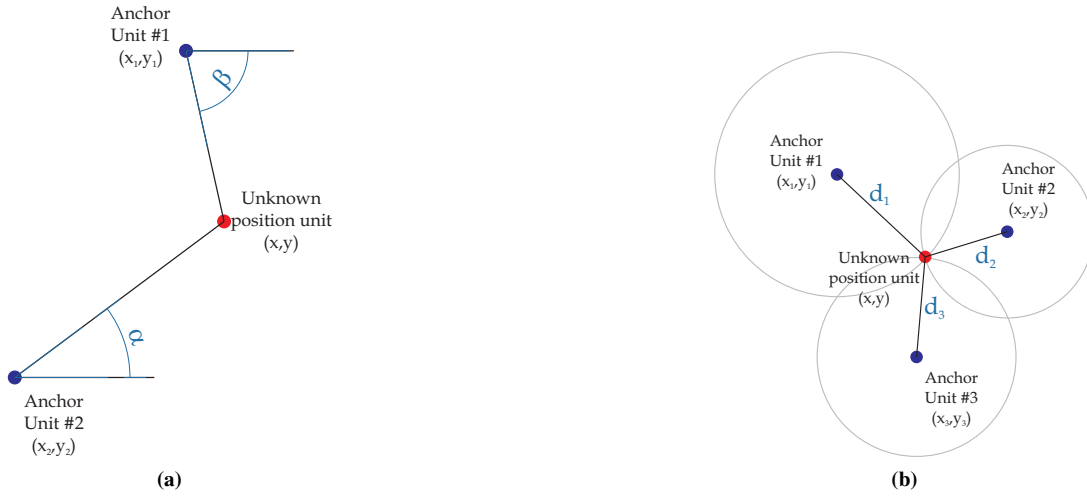 Anchor
Unit #1
(x₁,y₁)
β
Unknown
position unit
(x,y)
α
Anchor
Unit #2
(x₂,y₂)
(a)
Anchor
Unit #1
(x₁,y₁)
d₁
Anchor
Unit #2
(x₂,y₂)
d₂
Unknown
position unit
(x,y)
d₃
Anchor
Unit #3
(x₃,y₃)
(b)